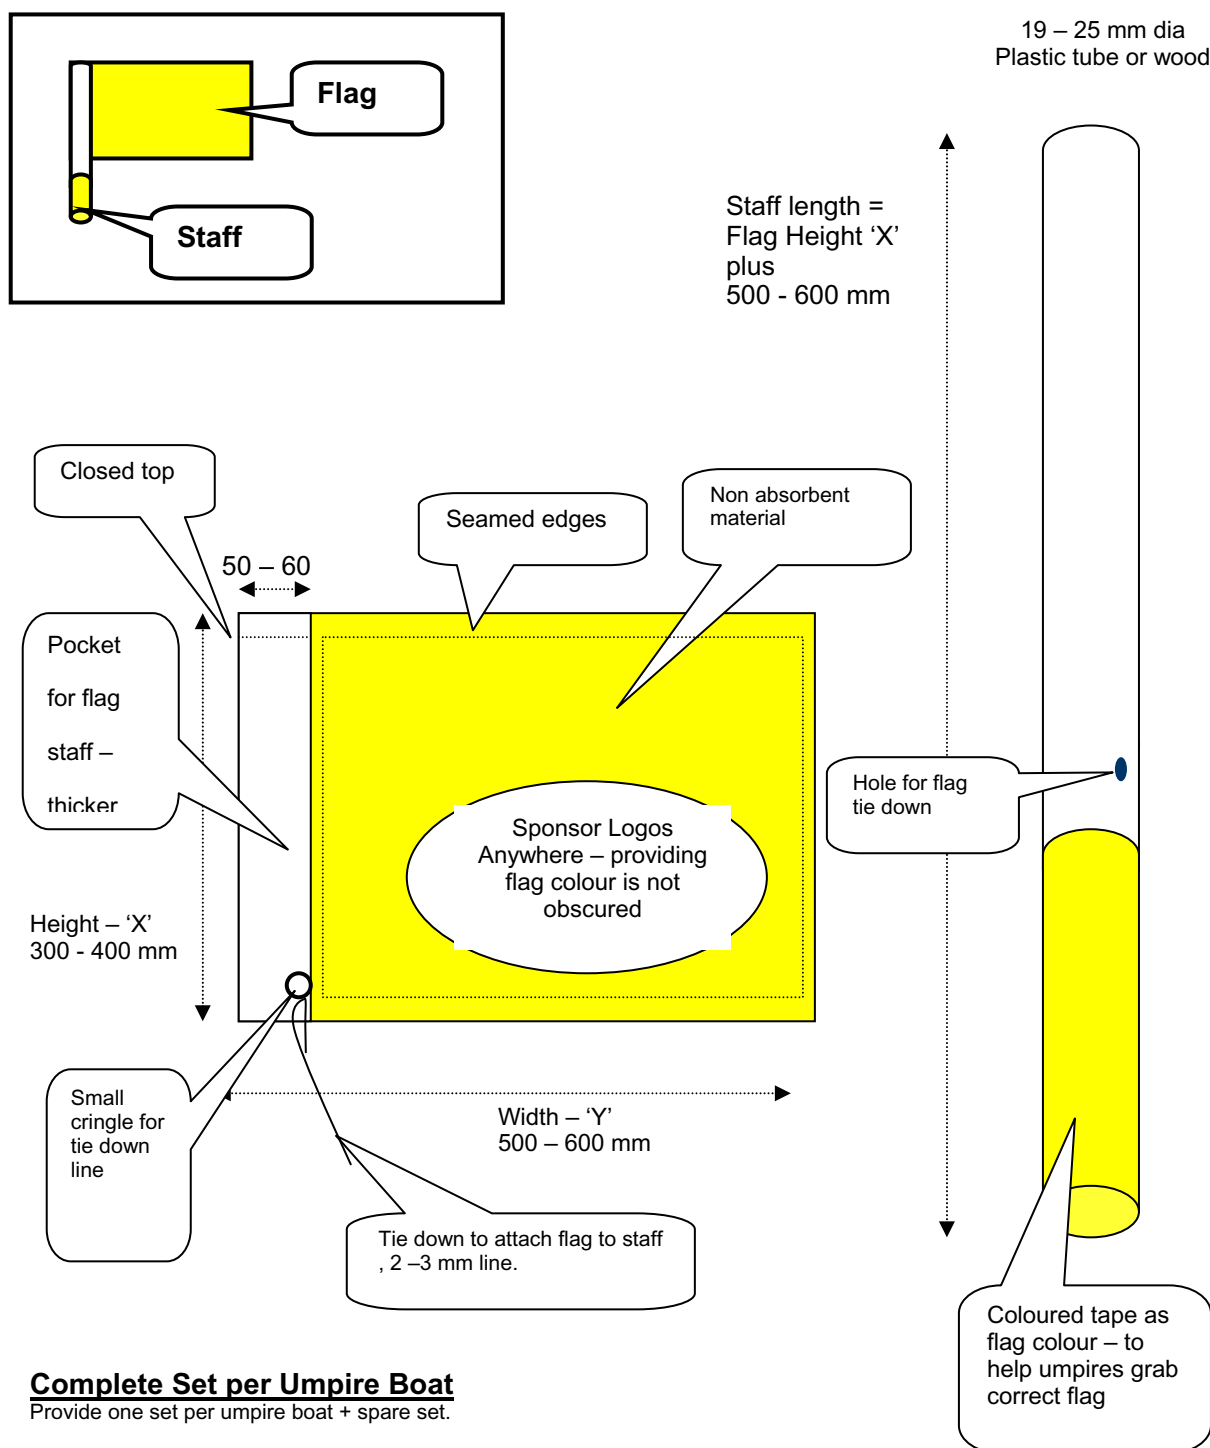 Flag
Staff
19 – 25 mm dia
Plastic tube or wood
Staff length =
Flag Height ‘X’
plus
500 - 600 mm
Closed top
Seamed edges
Non absorbent
material
50 – 60
Pocket
for flag
staff –
thicker
Hole for flag
tie down
Sponsor Logos
Anywhere – providing
flag colour is not
obscured
Height – ‘X’
300 - 400 mm
Small
cringle for
tie down
line
Width – ‘Y’
500 – 600 mm
Tie down to attach flag to staff
, 2 –3 mm line.
Coloured tape as
flag colour – to
help umpires grab
correct flag
Complete Set per Umpire Boat
Provide one set per umpire boat + spare set.